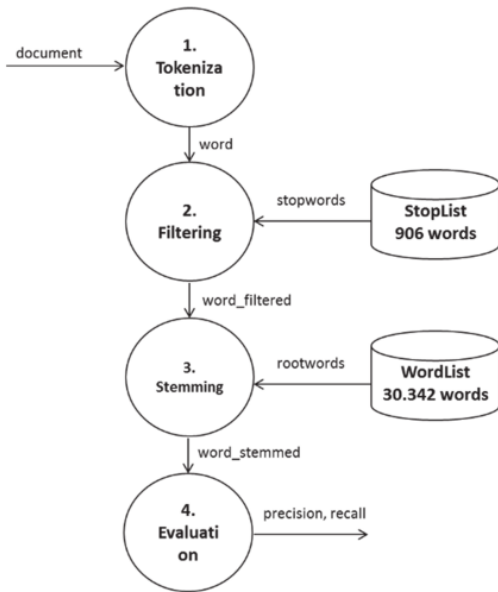 document
1.
Tokeniza
tion
word
2.
Filtering
stopwords
StopList
906 words
word_filtered
3.
Stemming
rootwords
WordList
30.342 words
word_stemmed
4.
Evaluati
on
precision, recall